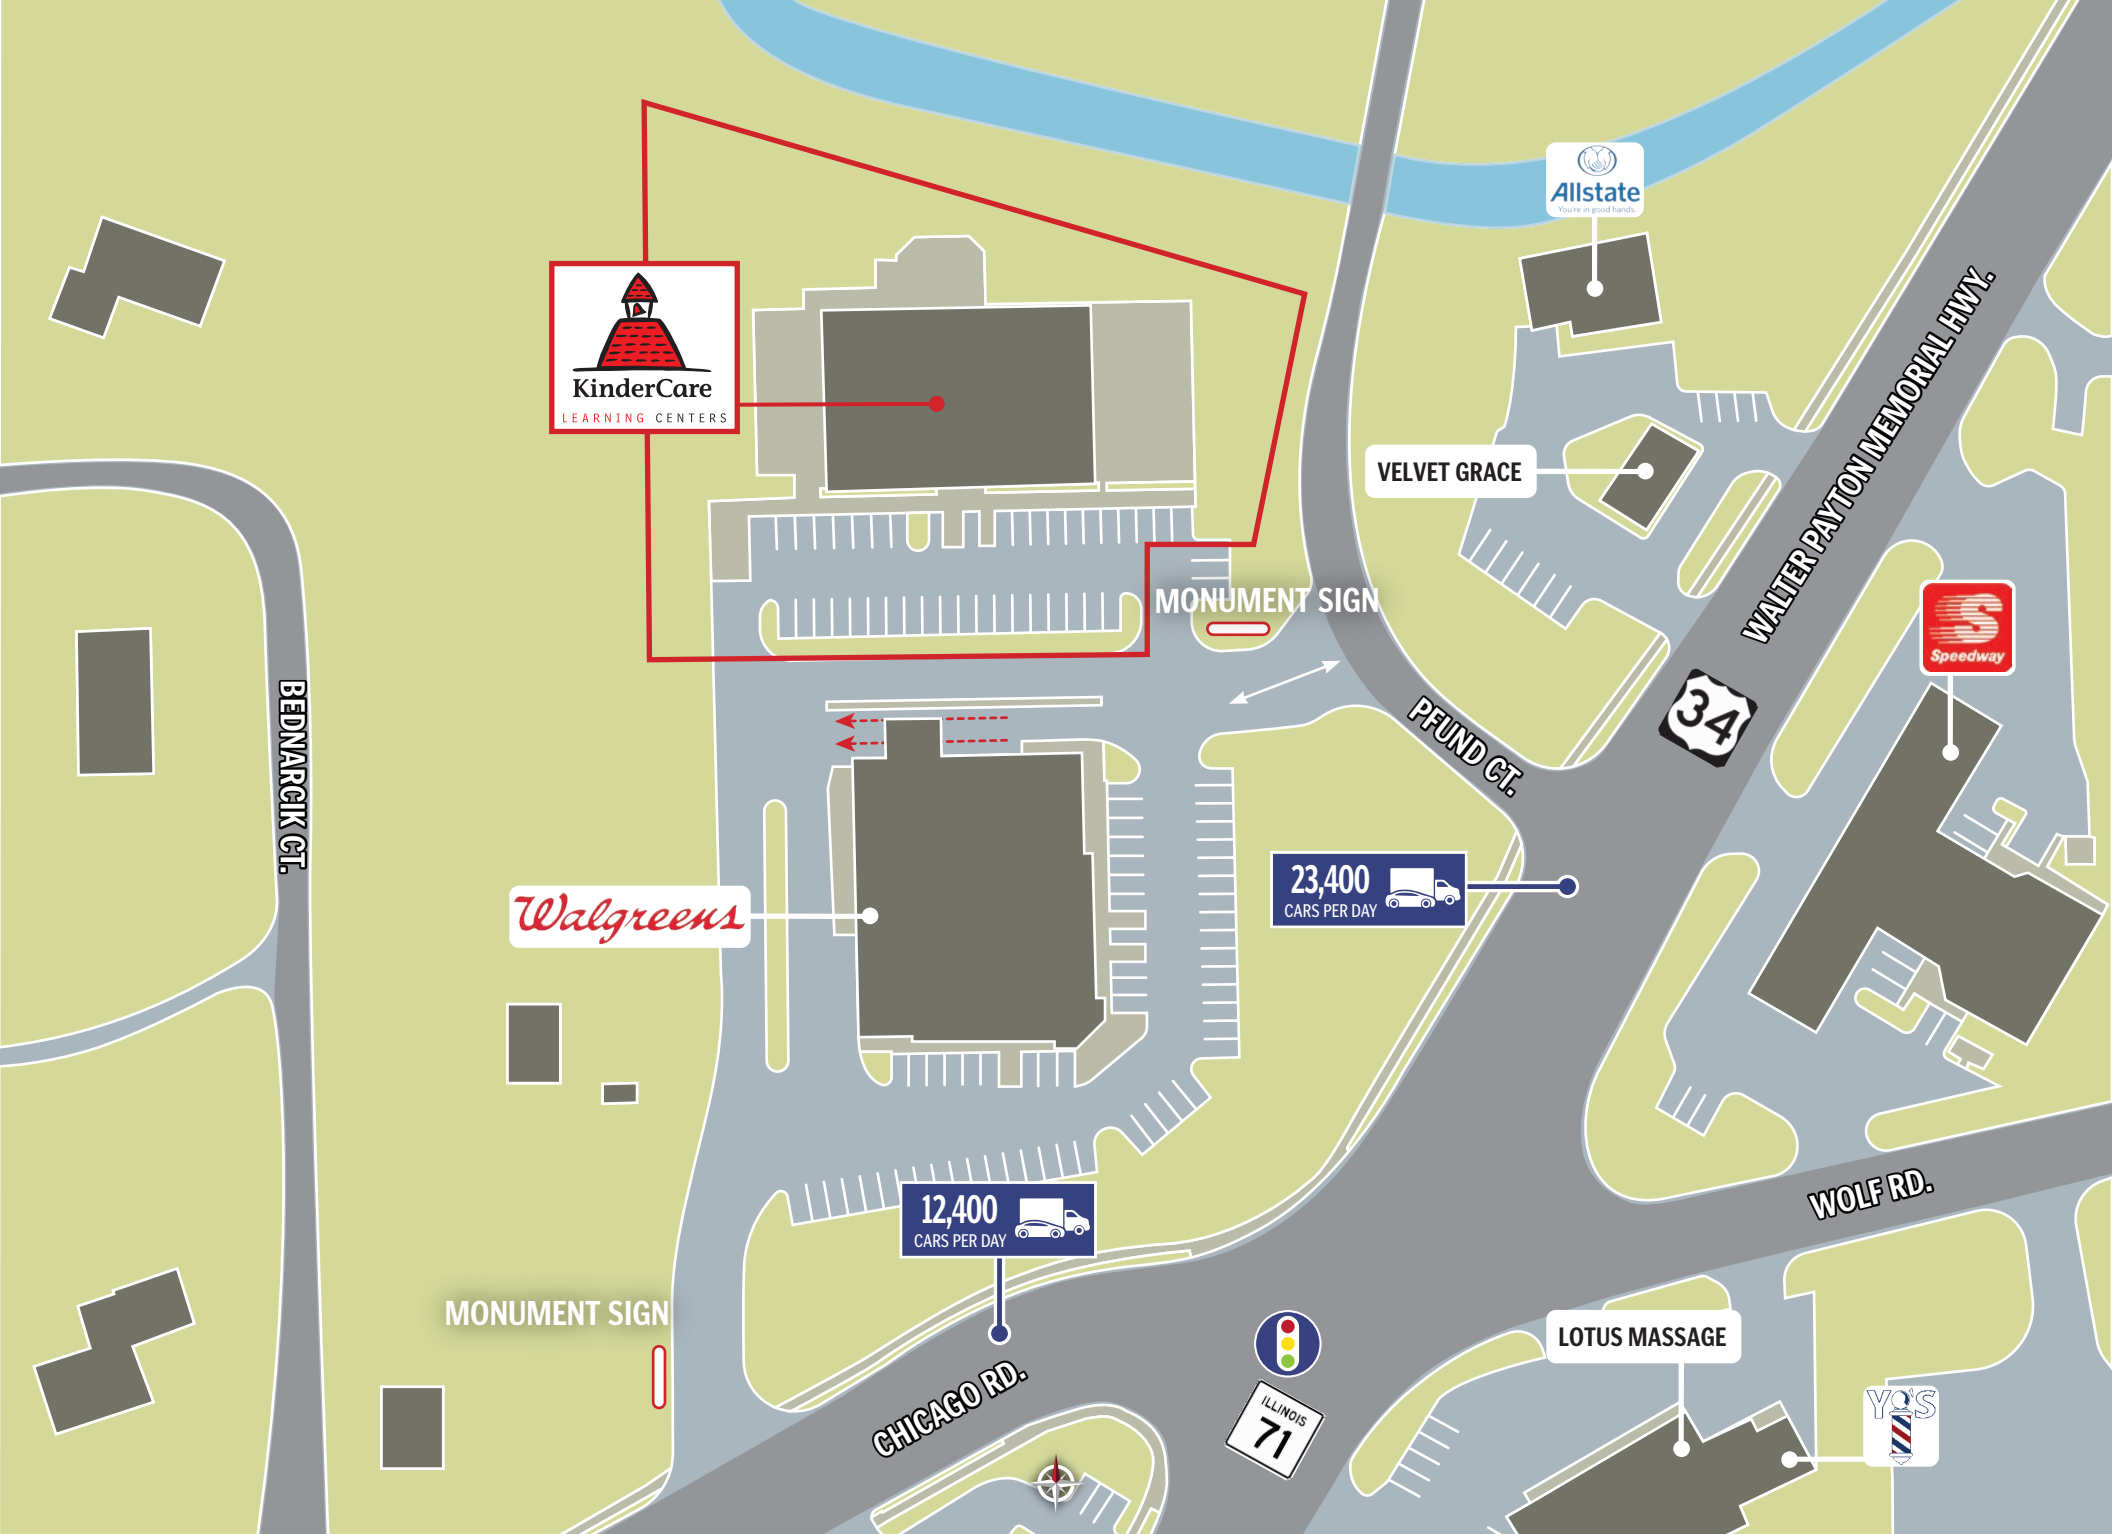 Allstate
You're in good hands.
KinderCare
LEARNING CENTERS
VELVET GRACE
WALTER PAYTON MEMORIAL HWY.
MONUMENT SIGN
Speedway
34
PFUND CT.
BEDNARCIK CT.
23,400
CARS PER DAY
Walgreens
WOLF RD.
12,400
CARS PER DAY
MONUMENT SIGN
LOTUS MASSAGE
CHICAGO RD.
ILLINOIS
71
YO'S